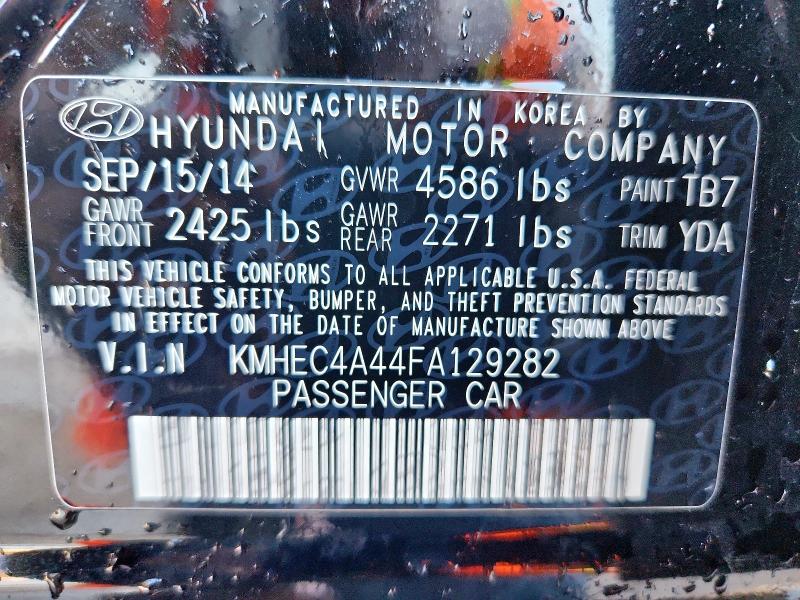 MANUFACTURED IN KOREA BY
HYUNDAI MOTOR COMPANY
SEP/15/14 GVWR 4586 lbs PAINT TB7
GAWR FRONT 2425 lbs GAWR REAR 2271 lbs TRIM YDA
THIS VEHICLE CONFORMS TO ALL APPLICABLE U.S.A. FEDERAL
MOTOR VEHICLE SAFETY, BUMPER, AND THEFT PREVENTION STANDARDS
IN EFFECT ON THE DATE OF MANUFACTURE SHOWN ABOVE
V.I.N KMHEC4A44FA129282
PASSENGER CAR